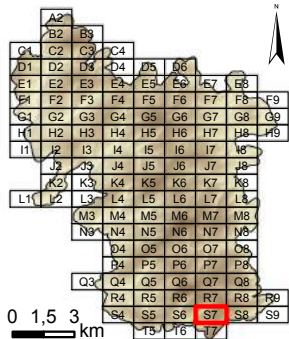 N
A2
B2 B3
C1 C2 C3 C4
D1 D2 D3 D4 D5 D6
E1 E2 E3 E4 E5 E6 E7 E8
F1 F2 F3 F4 F5 F6 F7 F8 F9
G1 G2 G3 G4 G5 G6 G7 G8 G9
H1 H2 H3 H4 H5 H6 H7 H8 H9
I1 I2 I3 I4 I5 I6 I7 I8
J2 J3 J4 J5 J6 J7 J8
K2 K3 K4 K5 K6 K7 K8
L1 L2 L3 L4 L5 L6 L7 L8
M3 M4 M5 M6 M7 M8
N3 N4 N5 N6 N7 N8
O4 O5 O6 O7 O8
P4 P5 P6 P7 P8
Q3 Q4 Q5 Q6 Q7 Q8
R4 R5 R6 R7 R8 R9
S4 S5 S6 S7 S8 S9
T5 T6 T7
0 1,5 3
km